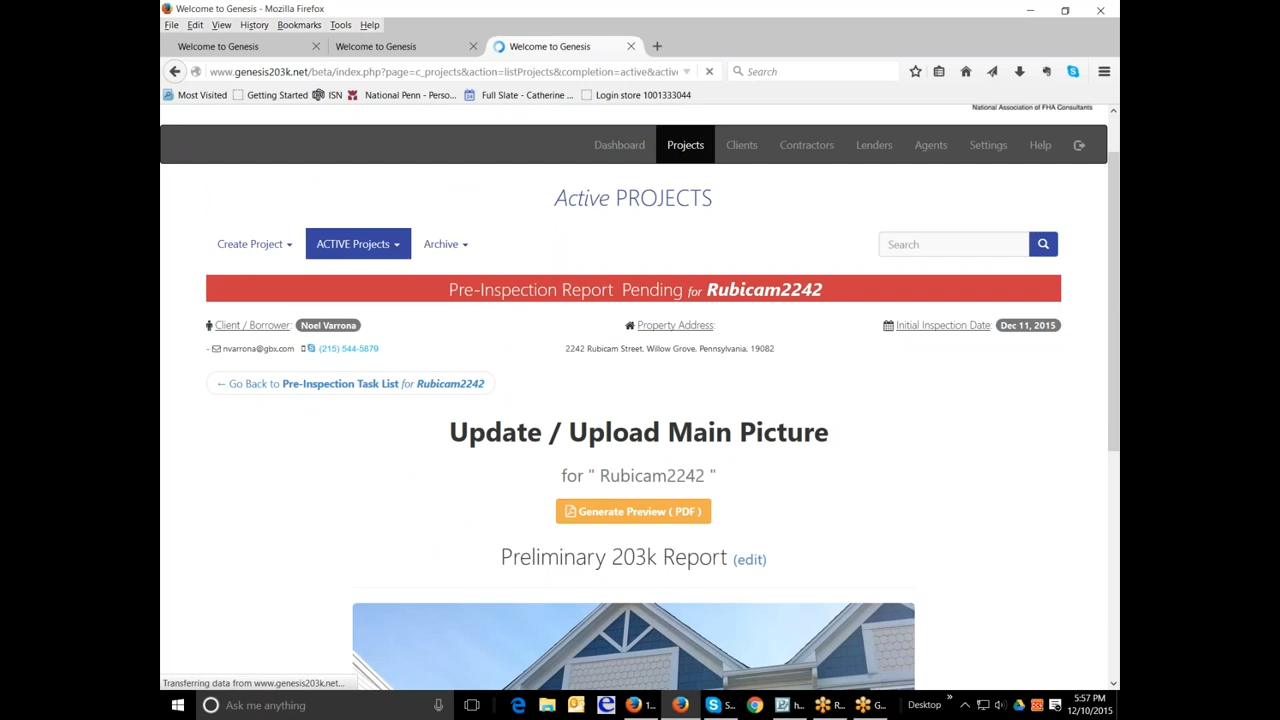 Welcome to Genesis - Mozilla Firefox
File Edit View History Bookmarks Tools Help
Welcome to Genesis
Welcome to Genesis
Welcome to Genesis
www.genesis203k.net/beta/index.php?page=c_projects&action=listProjects&completion=active&active
Search
Most Visited
Getting Started
ISN
National Penn - Perso...
Full Slate - Catherine ...
Login store 1001333044
National Association of FHA Consultants
Dashboard Projects Clients Contractors Lenders Agents Settings Help
Active PROJECTS
Create Project
ACTIVE Projects
Archive
Search
Pre-Inspection Report Pending for Rubicam2242
Client / Borrower: Noel Varrona
Property Address:
Initial Inspection Date: Dec 11, 2015
- nvarrona@gbx.com (215) 544-5879
2242 Rubicam Street, Willow Grove, Pennsylvania, 19082
← Go Back to Pre-Inspection Task List for Rubicam2242
Update / Upload Main Picture
for " Rubicam2242 "
Generate Preview ( PDF )
Preliminary 203k Report (edit)
Transferring data from www.genesis203k.net...
Ask me anything
1...
S...
h...
R...
G...
Desktop
5:57 PM
12/10/2015